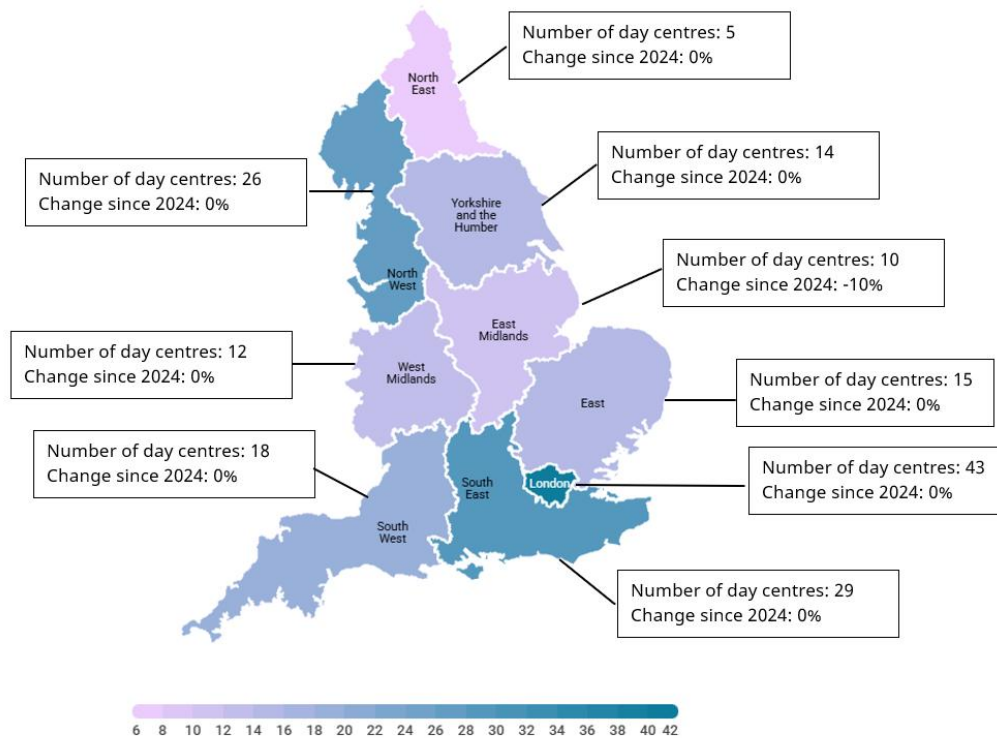 Number of day centres: 5
Change since 2024: 0%
North
East
Number of day centres: 14
Change since 2024: 0%
Number of day centres: 26
Change since 2024: 0%
Yorkshire
and the
Humber
Number of day centres: 10
Change since 2024: -10%
North
West
East
Midlands
Number of day centres: 12
Change since 2024: 0%
West
Midlands
Number of day centres: 15
Change since 2024: 0%
East
Number of day centres: 18
Change since 2024: 0%
Number of day centres: 43
Change since 2024: 0%
London
South
East
South
West
Number of day centres: 29
Change since 2024: 0%
6 8 10 12 14 16 18 20 22 24 26 28 30 32 34 36 38 40 42